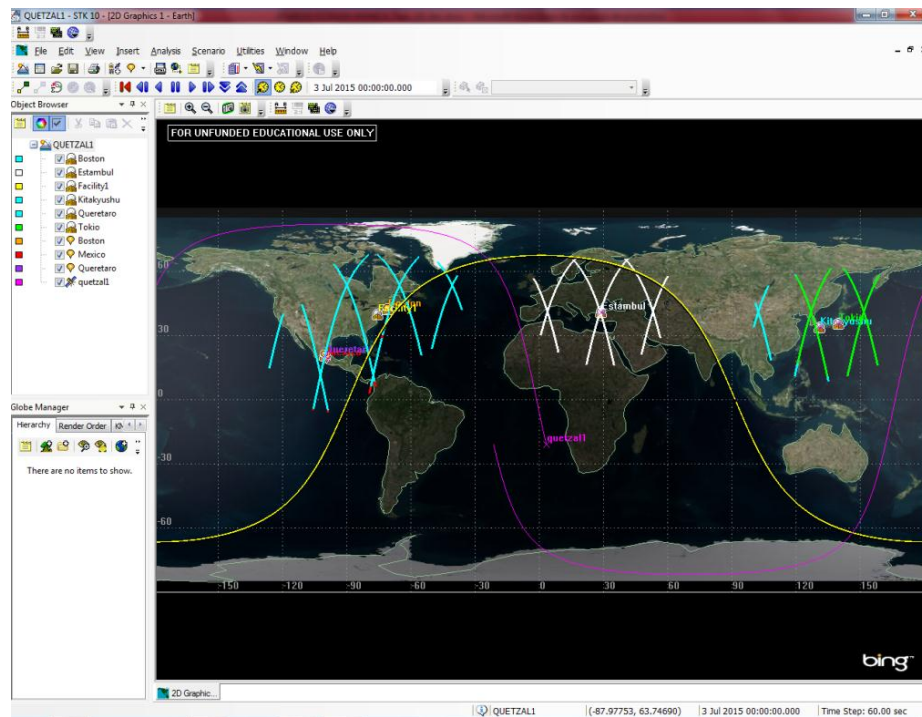 QUETZAL1 - STK 10 - [2D Graphics 1 - Earth]
File Edit View Insert Analysis Scenario Utilities Window Help
3 Jul 2015 00:00:00.000
Object Browser
QUETZAL1
Boston
Estambul
Facility1
Kitakyushu
Queretaro
Tokio
Boston
Mexico
Queretaro
quetzal1
Globe Manager
Hierarchy Render Order
There are no items to show.
FOR UNFUNDED EDUCATIONAL USE ONLY
60
Estambul
Facility1
Tokio
Kitakyushu
30
0
quetzal1
-30
-60
-150 -120 -90 -60 -30 0 30 60 90 120 150
bing
2D Graphic...
QUETZAL1 (-87.97753, 63.74690) 3 Jul 2015 00:00:00.000 Time Step: 60.00 sec